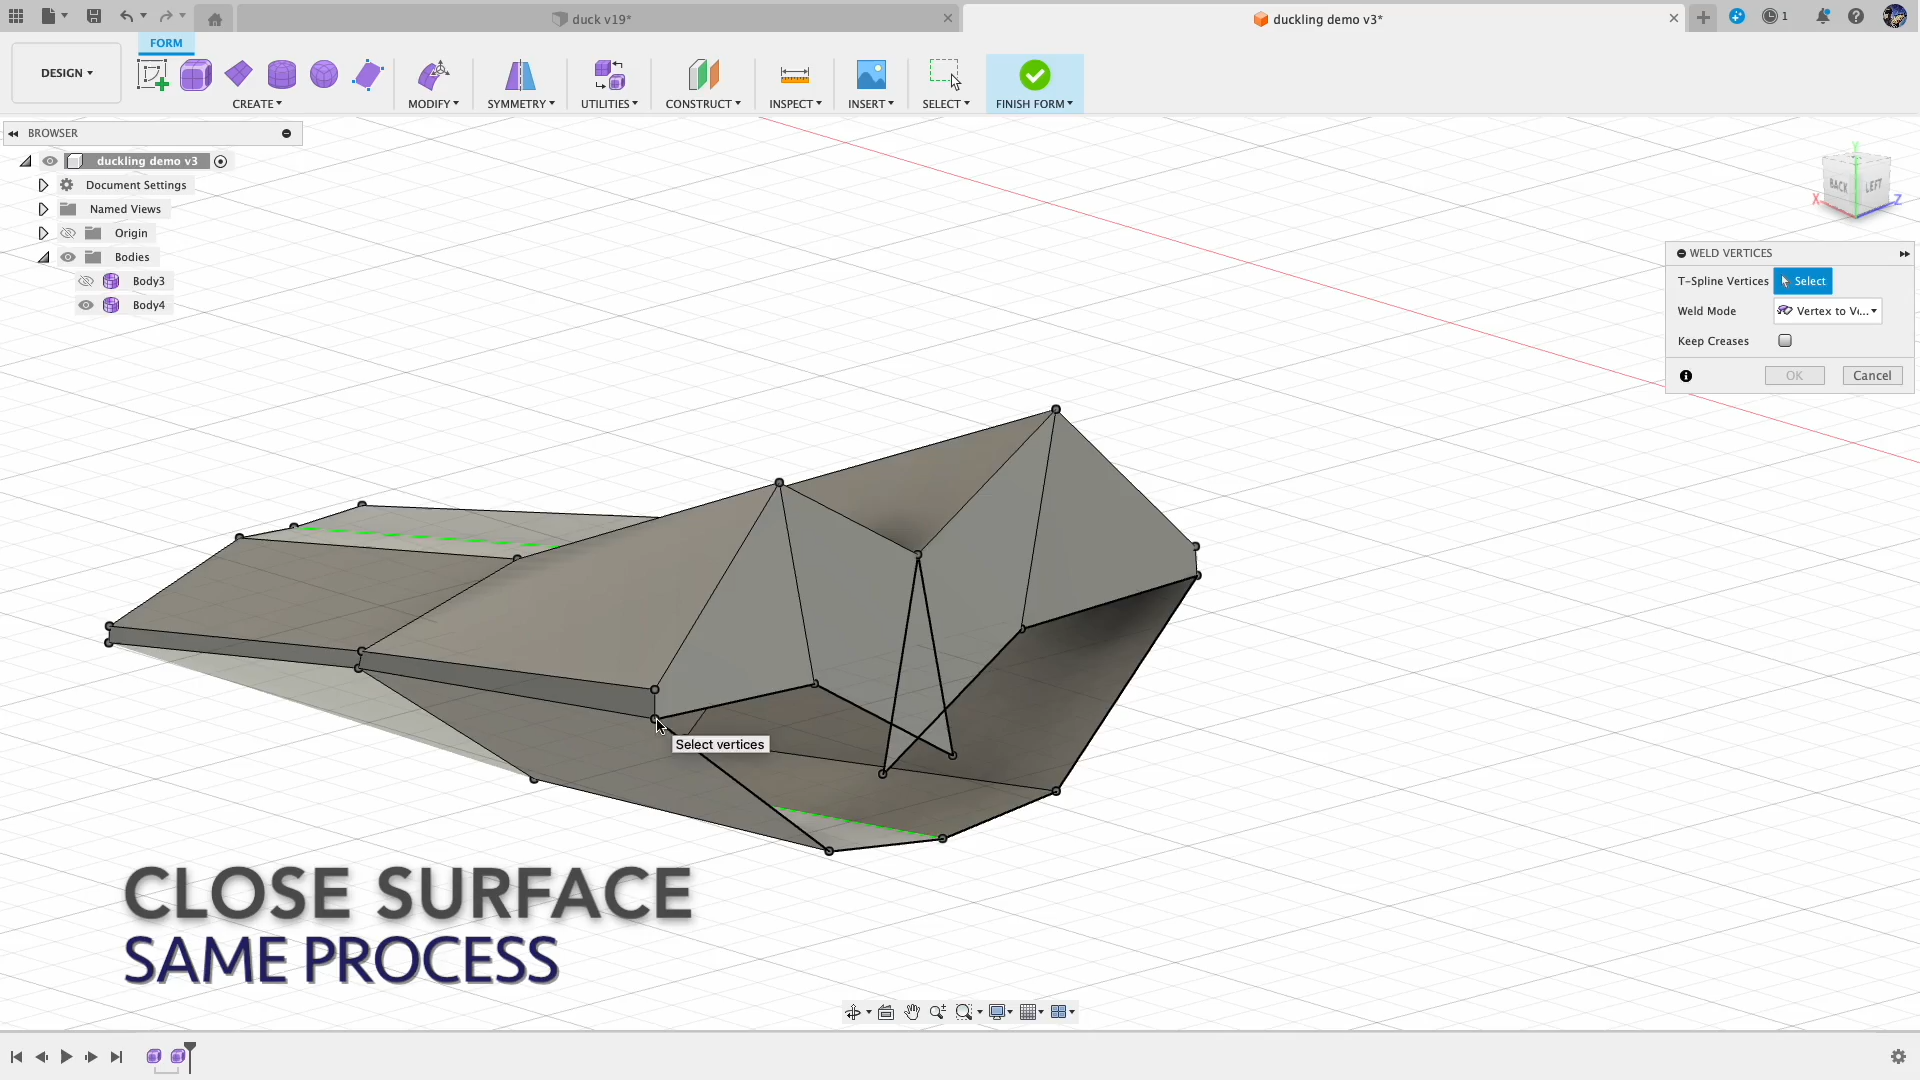 duck v19*
duckling demo v3*
1
FORM
DESIGN
CREATE
MODIFY
SYMMETRY
UTILITIES
CONSTRUCT
INSPECT
INSERT
SELECT
FINISH FORM
BROWSER
duckling demo v3
Document Settings
Named Views
Origin
Bodies
Body3
Body4
Y
BACK
LEFT
X
Z
WELD VERTICES
T-Spline Vertices
Select
Weld Mode
Vertex to Ve...
Keep Creases
OK
Cancel
Select vertices
CLOSE SURFACE
SAME PROCESS